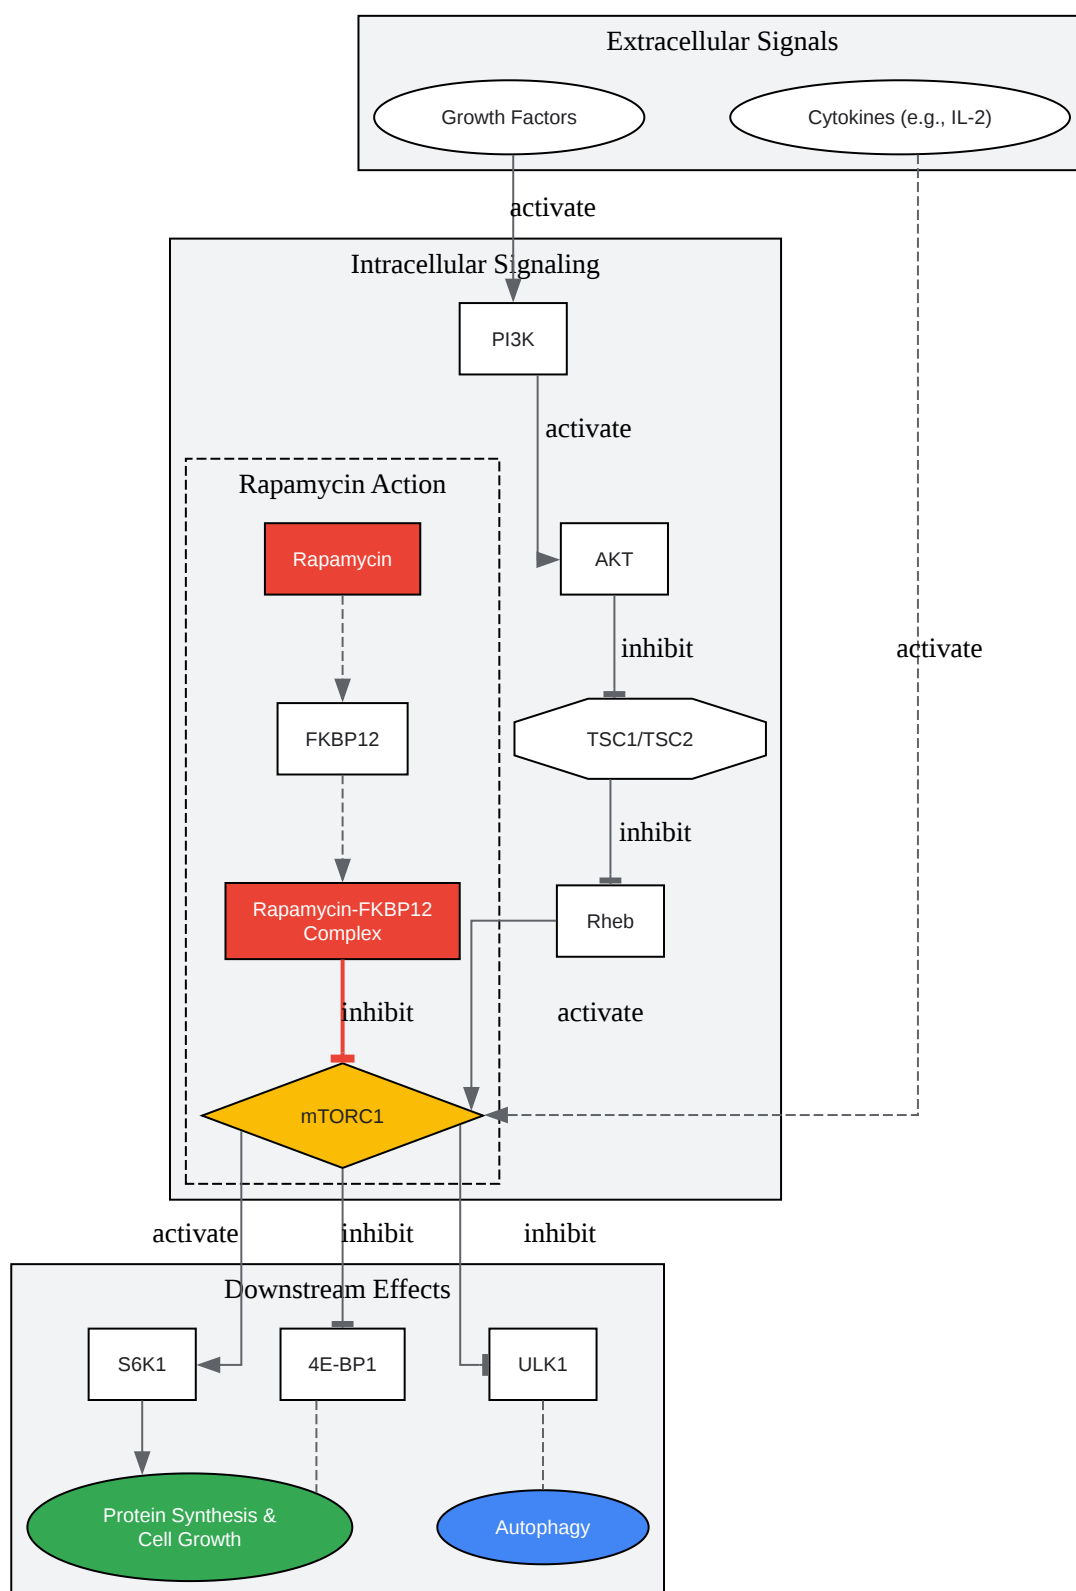 Extracellular Signals
Growth Factors
Cytokines (e.g., IL-2)
activate
Intracellular Signaling
PI3K
activate
Rapamycin Action
Rapamycin
AKT
inhibit
activate
FKBP12
TSC1/TSC2
inhibit
Rapamycin-FKBP12
Complex
Rheb
inhibit
activate
mTORC1
activate
inhibit
inhibit
Downstream Effects
S6K1
4E-BP1
ULK1
Protein Synthesis &
Cell Growth
Autophagy